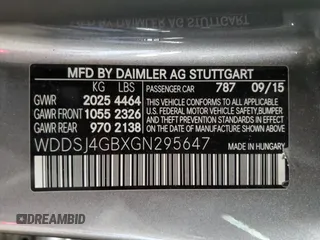 MFD BY DAIMLER AG STUTTGART
KG LBS PASSENGER CAR 787 09/15
GVWR 2025 4464
GAWR FRONT 1055 2326
GAWR REAR 970 2138
THIS VEHICLE CONFORMS TO ALL APPLICABLE
U.S. FEDERAL MOTOR VEHICLE SAFETY, BUMPER,
AND THEFT PREVENTION STANDARDS IN EFFECT
ON THE DATE OF MANUFACTURE SHOWN ABOVE.
WDDSJ4GBXGN295647
MADE IN HUNGARY
DREAMBID